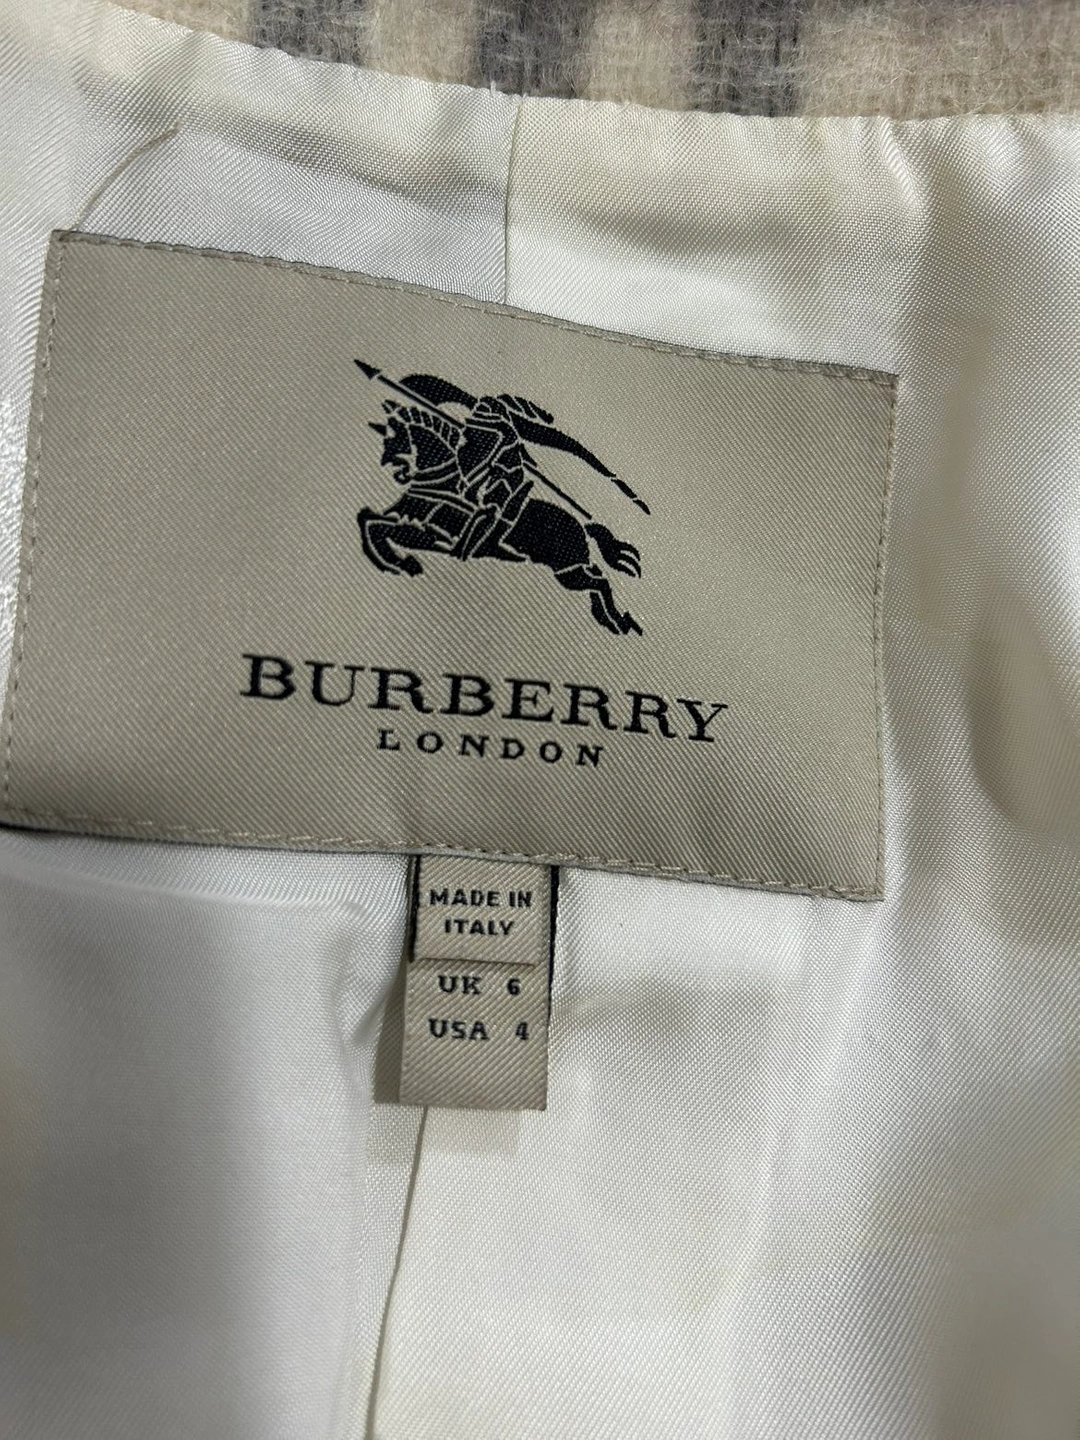 BURBERRY
LONDON
MADE IN
ITALY
UK 6
USA 4